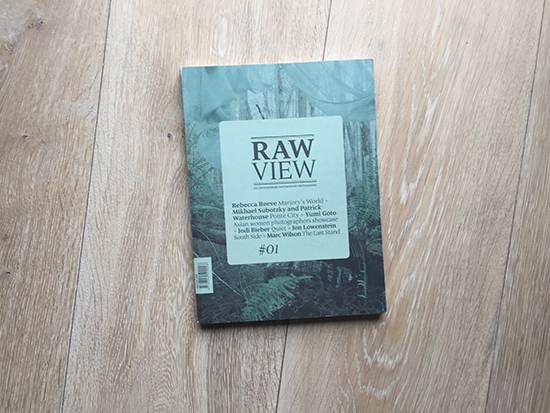 RAW
VIEW
Rebecca Reeve Marjory's World •
Mikhael Subotzky and Patrick
Waterhouse Ponte City • Yumi Goto
Asian women photographers showcase
• Jodi Bieber Quiet • Jon Lowenstein
South Side • Marc Wilson The Last Stand
#01